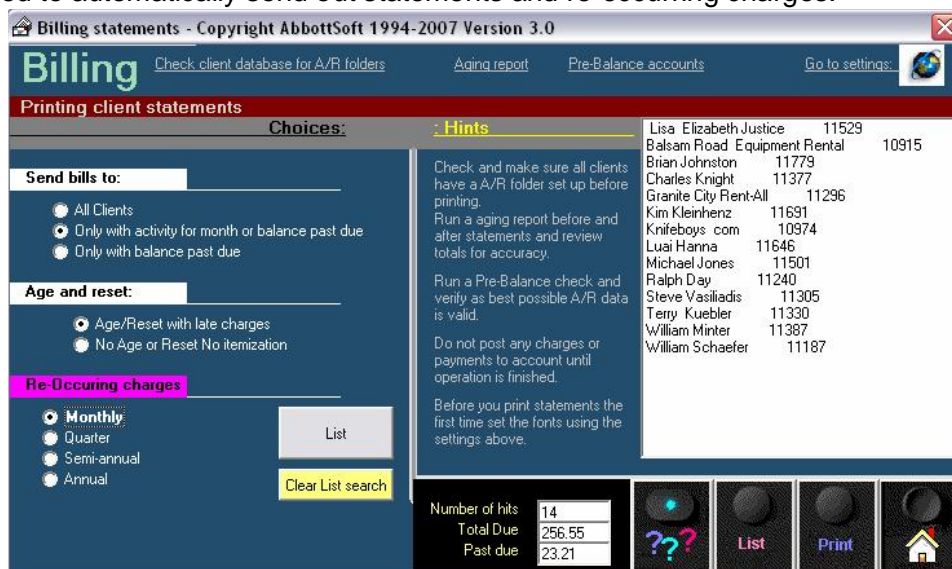 to automatically send out statements and re-occurring charges.
Billing statements - Copyright AbbottSoft 1994-2007 Version 3.0
Billing
Check client database for A/R folders
Aging report
Pre-Balance accounts
Go to settings:
Printing client statements
Choices:
Send bills to:
All Clients
Only with activity for month or balance past due
Only with balance past due
Age and reset:
Age/Reset with late charges
No Age or Reset No itemization
Re-Occuring charges
Monthly
Quarter
Semi-annual
Annual
List
Clear List search
: Hints
Check and make sure all clients
have a A/R folder set up before
printing.
Run a aging report before and
after statements and review
totals for accuracy.
Run a Pre-Balance check and
verify as best possible A/R data
is valid.
Do not post any charges or
payments to account until
operation is finished.
Before you print statements the
first time set the fonts using the
settings above.
Lisa Elizabeth Justice 11529
Balsam Road Equipment Rental 10915
Brian Johnston 11779
Charles Knight 11377
Granite City Rent-All 11296
Kim Kleinhenz 11691
Knifeboys com 10974
Luai Hanna 11646
Michael Jones 11501
Ralph Day 11240
Steve Vasiliadis 11305
Terry Kuebler 11330
William Minter 11387
William Schaefer 11187
Number of hits 14
Total Due 256.55
Past due 23.21
???
List
Print